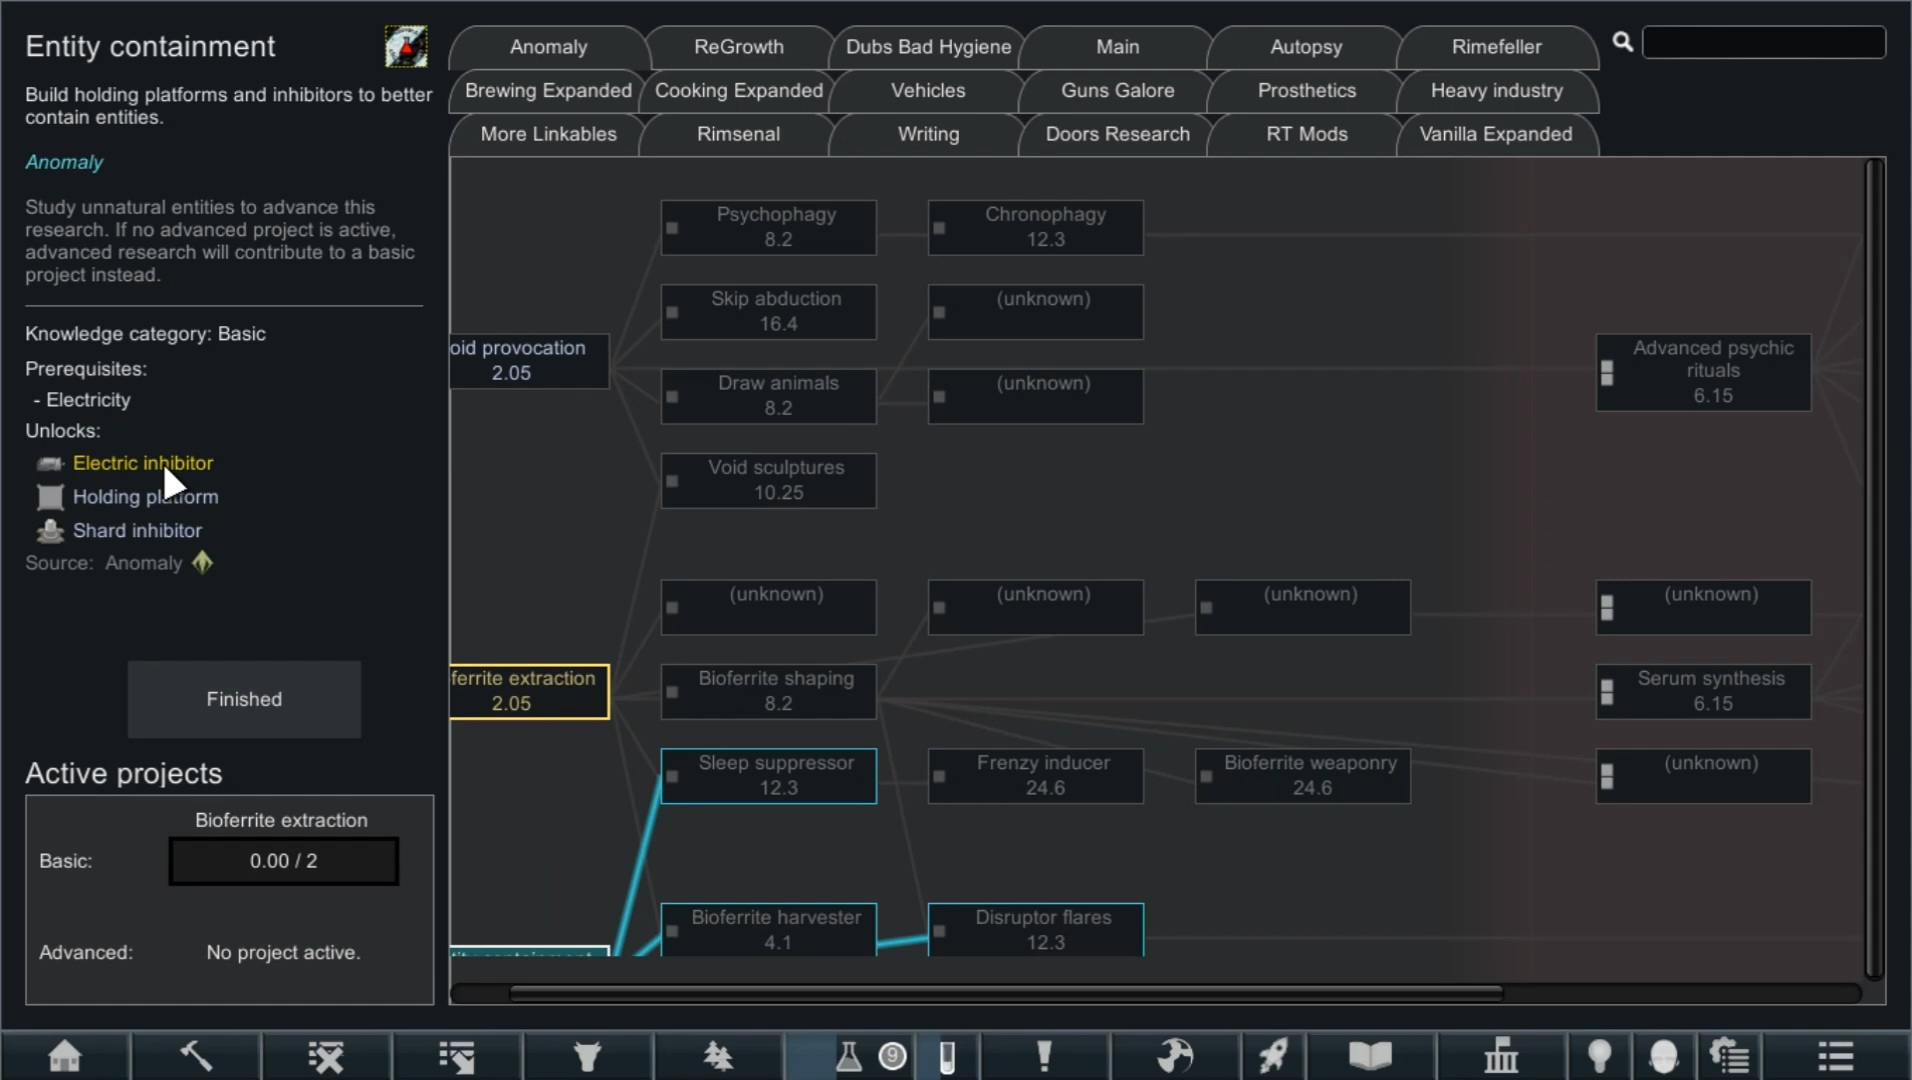 Entity containment
Build holding platforms and inhibitors to better
contain entities.
Anomaly
Study unnatural entities to advance this
research. If no advanced project is active,
advanced research will contribute to a basic
project instead.
Knowledge category: Basic
Prerequisites:
- Electricity
Unlocks:
Electric inhibitor
Holding platform
Shard inhibitor
Source: Anomaly
Finished
Active projects
Bioferrite extraction
Basic:
0.00 / 2
Advanced:
No project active.
Anomaly
ReGrowth
Dubs Bad Hygiene
Main
Autopsy
Rimefeller
Brewing Expanded
Cooking Expanded
Vehicles
Guns Galore
Prosthetics
Heavy industry
More Linkables
Rimsenal
Writing
Doors Research
RT Mods
Vanilla Expanded
Psychophagy
8.2
Chronophagy
12.3
Skip abduction
16.4
(unknown)
oid provocation
2.05
Draw animals
8.2
(unknown)
Advanced psychic
rituals
6.15
Void sculptures
10.25
(unknown)
(unknown)
(unknown)
(unknown)
ferrite extraction
2.05
Bioferrite shaping
8.2
Serum synthesis
6.15
Sleep suppressor
12.3
Frenzy inducer
24.6
Bioferrite weaponry
24.6
(unknown)
Bioferrite harvester
4.1
Disruptor flares
12.3
9